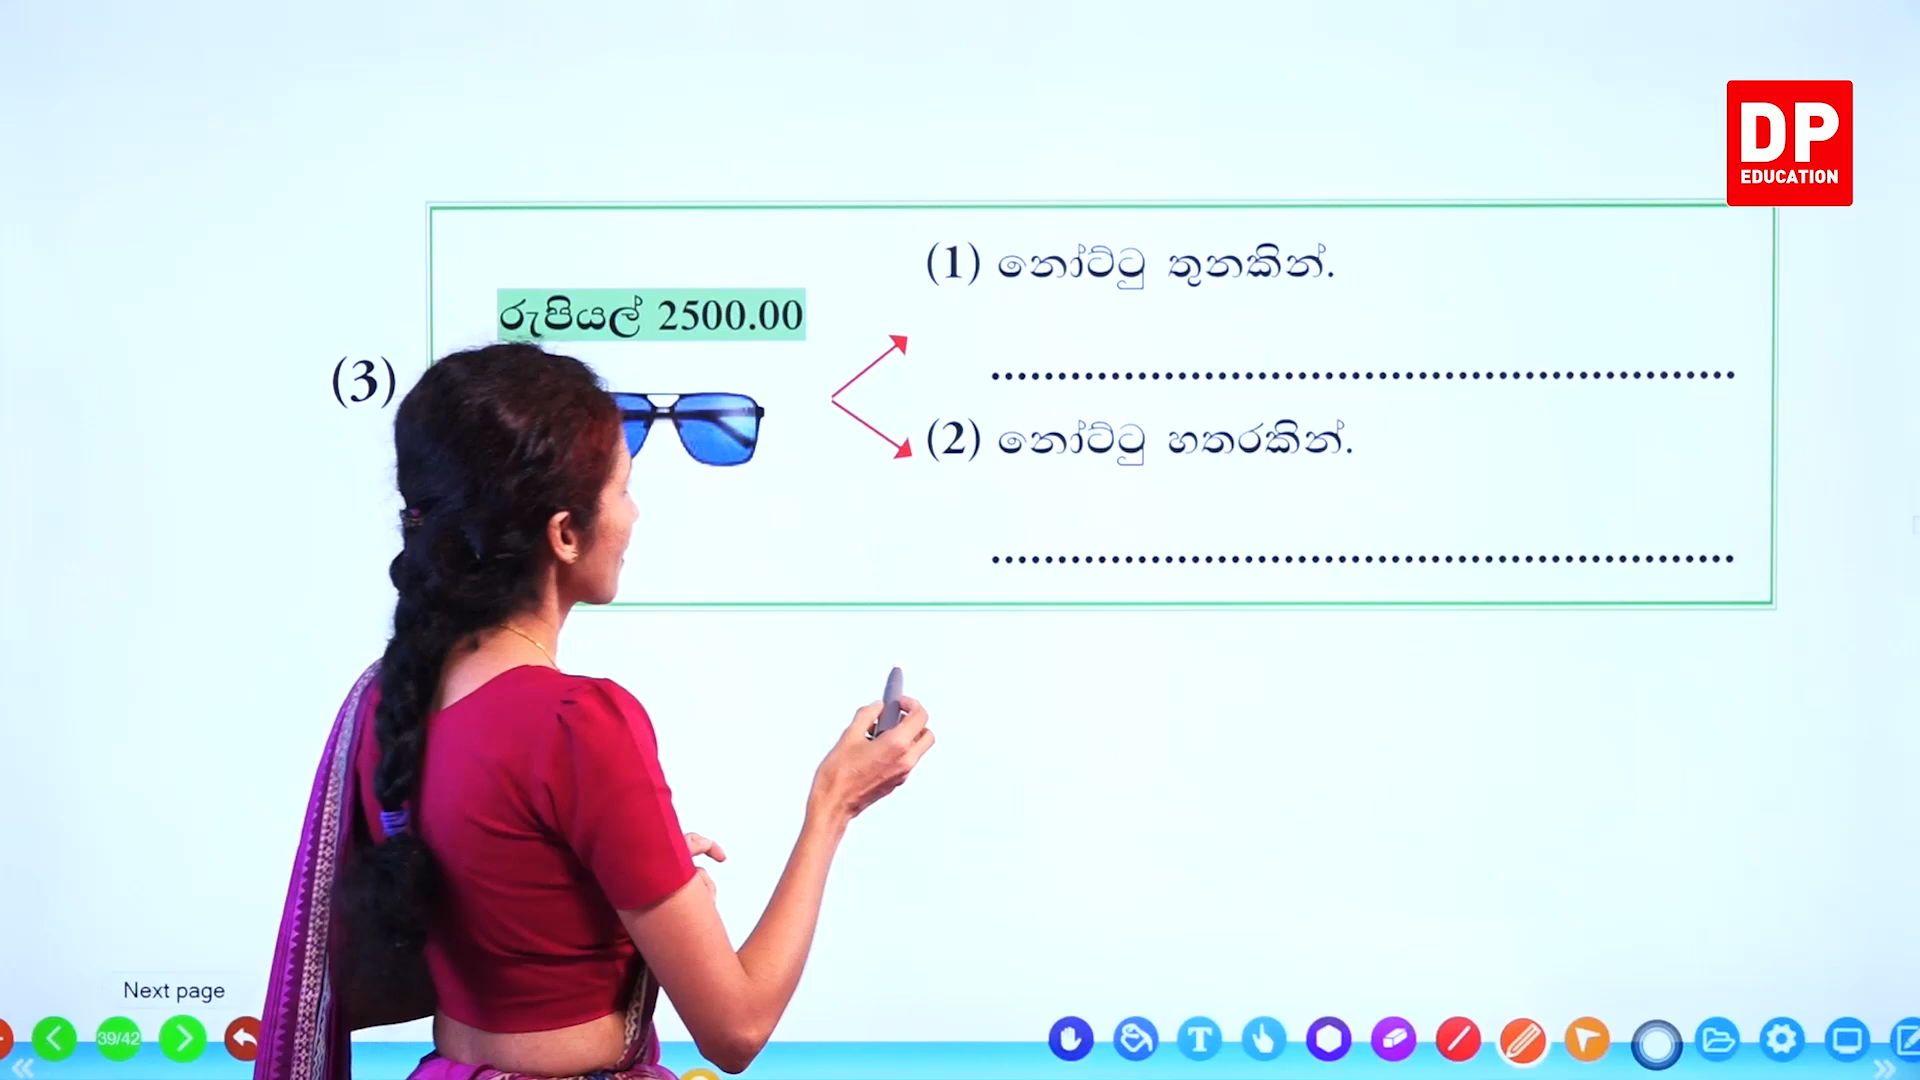 DP
EDUCATION
(1) නෝට්ටු තුනකින්.
රුපියල් 2500.00
(3)
(2) නෝට්ටු හතරකින්.
Next page
39/42